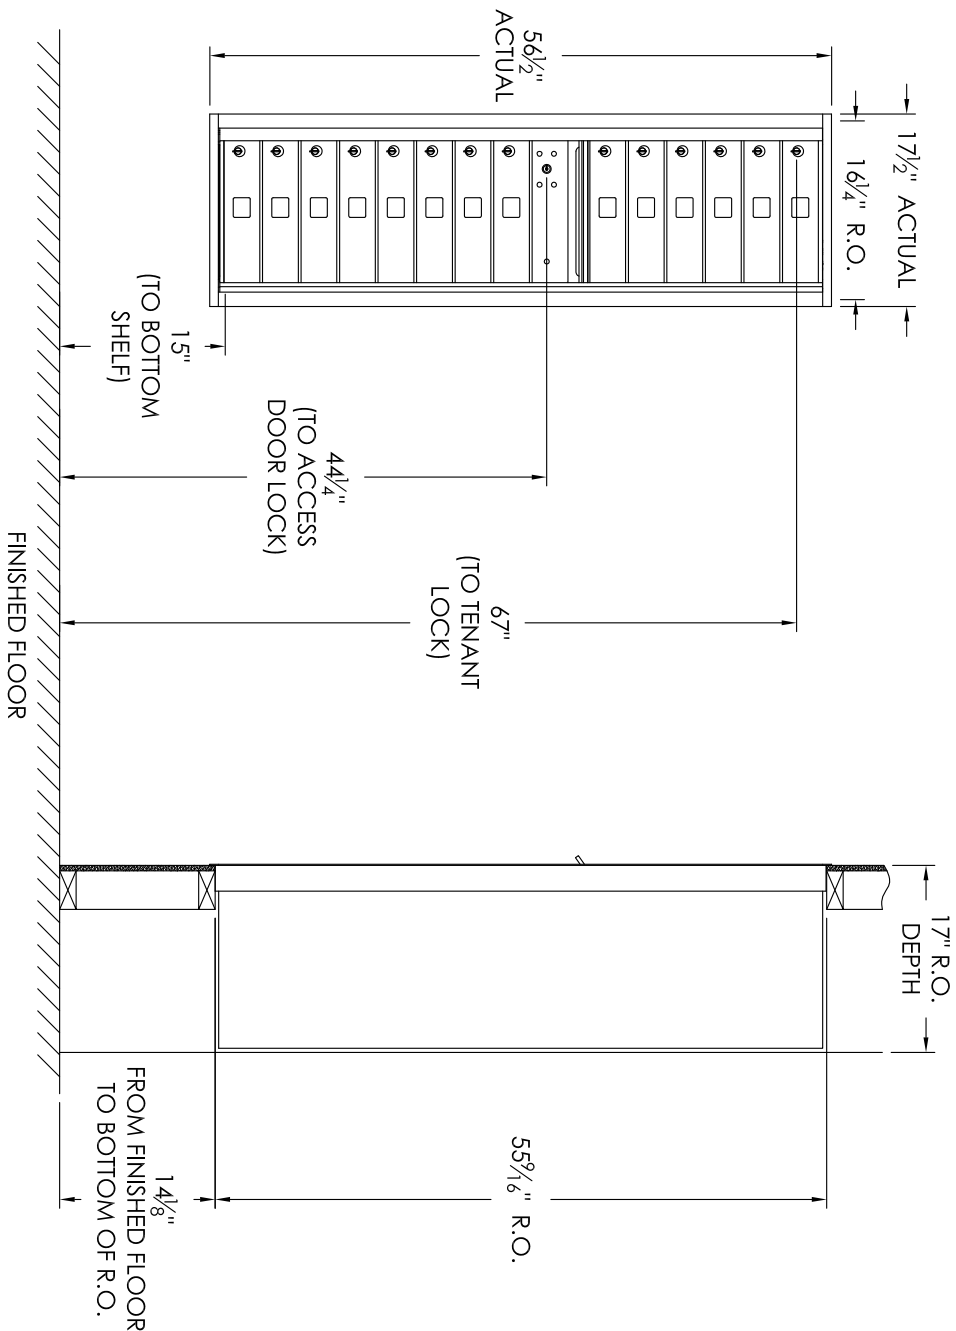 17½" ACTUAL
16¼" R.O.
56½"
ACTUAL
15"
(TO BOTTOM
SHELF)
44¼"
(TO ACCESS
DOOR LOCK)
67"
(TO TENANT
LOCK)
FINISHED FLOOR
17" R.O.
DEPTH
55⁹⁄₁₆" R.O.
14⅛"
FROM FINISHED FLOOR
TO BOTTOM OF R.O.